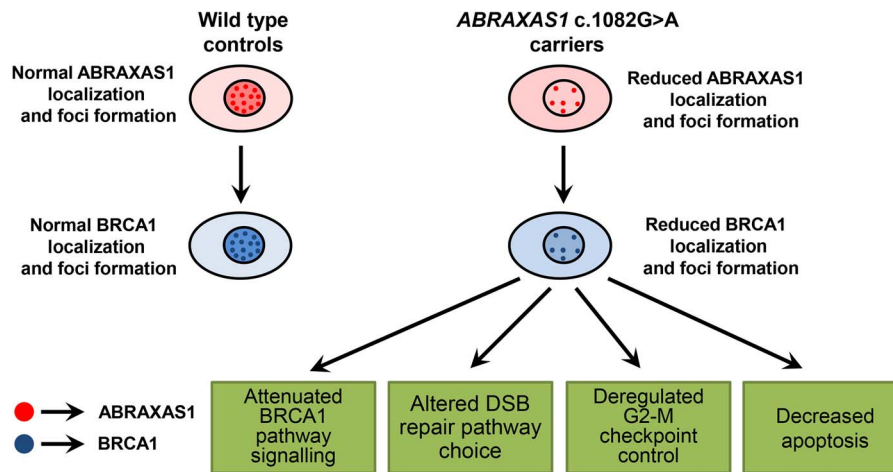 Wild type
controls
ABRAXAS1 c.1082G>A
carriers
Normal ABRAXAS1
localization
and foci formation
Reduced ABRAXAS1
localization
and foci formation
Normal BRCA1
localization
and foci formation
Reduced BRCA1
localization
and foci formation
Attenuated
BRCA1
pathway
signalling
Altered DSB
repair pathway
choice
Deregulated
G2-M
checkpoint
control
Decreased
apoptosis
ABRAXAS1
BRCA1